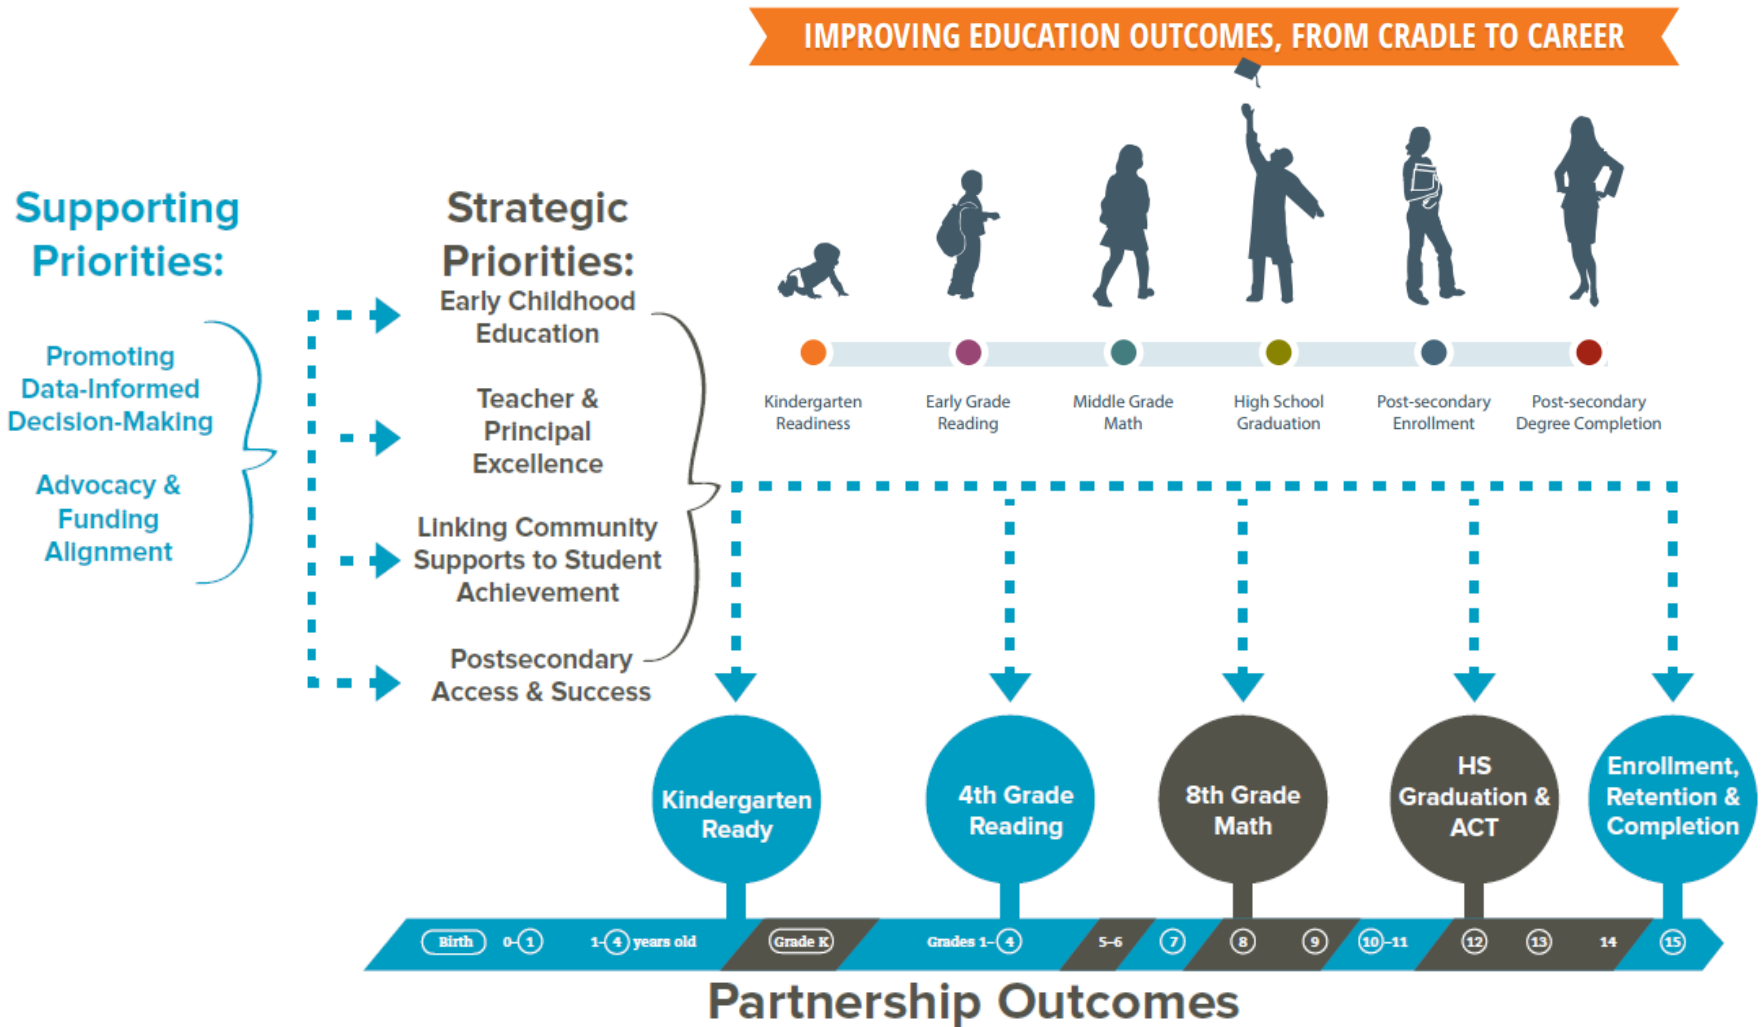 IMPROVING EDUCATION OUTCOMES, FROM CRADLE TO CAREER
Supporting
Priorities:
Promoting
Data-Informed
Decision-Making
Advocacy &
Funding
Alignment
Strategic
Priorities:
Early Childhood
Education
Teacher &
Principal
Excellence
Linking Community
Supports to Student
Achievement
Postsecondary
Access & Success
Kindergarten
Readiness
Early Grade
Reading
Middle Grade
Math
High School
Graduation
Post-secondary
Enrollment
Post-secondary
Degree Completion
Kindergarten
Ready
4th Grade
Reading
8th Grade
Math
HS
Graduation &
ACT
Enrollment,
Retention &
Completion
Birth 0-1 1-4 years old Grade K Grades 1-4 5-6 7 8 9 10-11 12 13 14 15
Partnership Outcomes